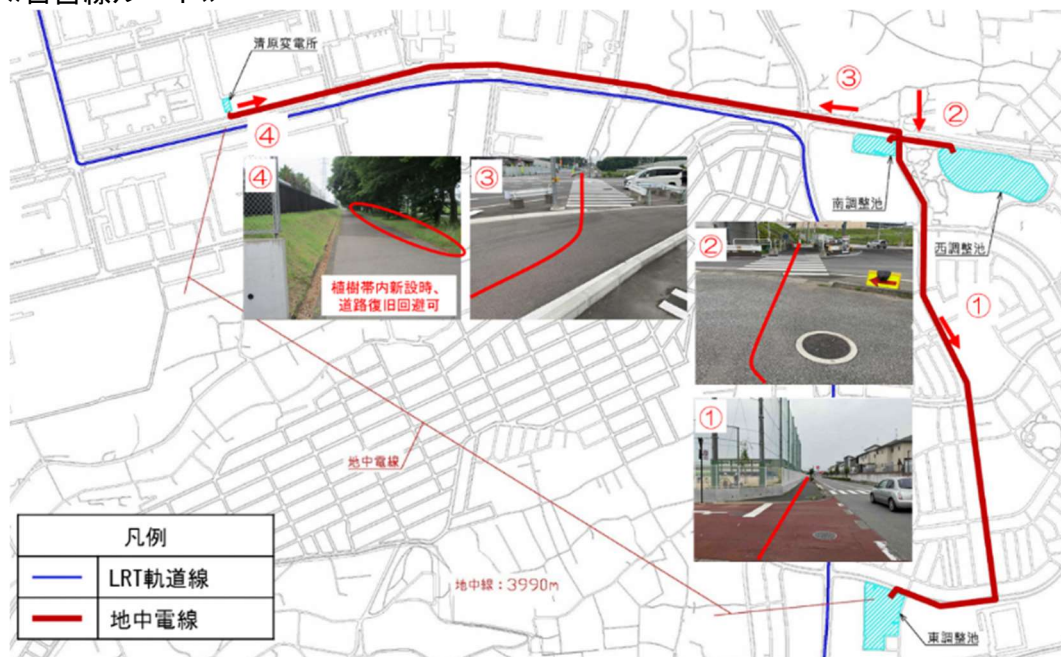 清原変電所
③
②
④
南調整池
西調整池
④
植樹帯内新設時、
道路復旧回避可
③
②
①
①
地中電線
地中線:3990m
東調整池
凡例
LRT軌道線
地中電線